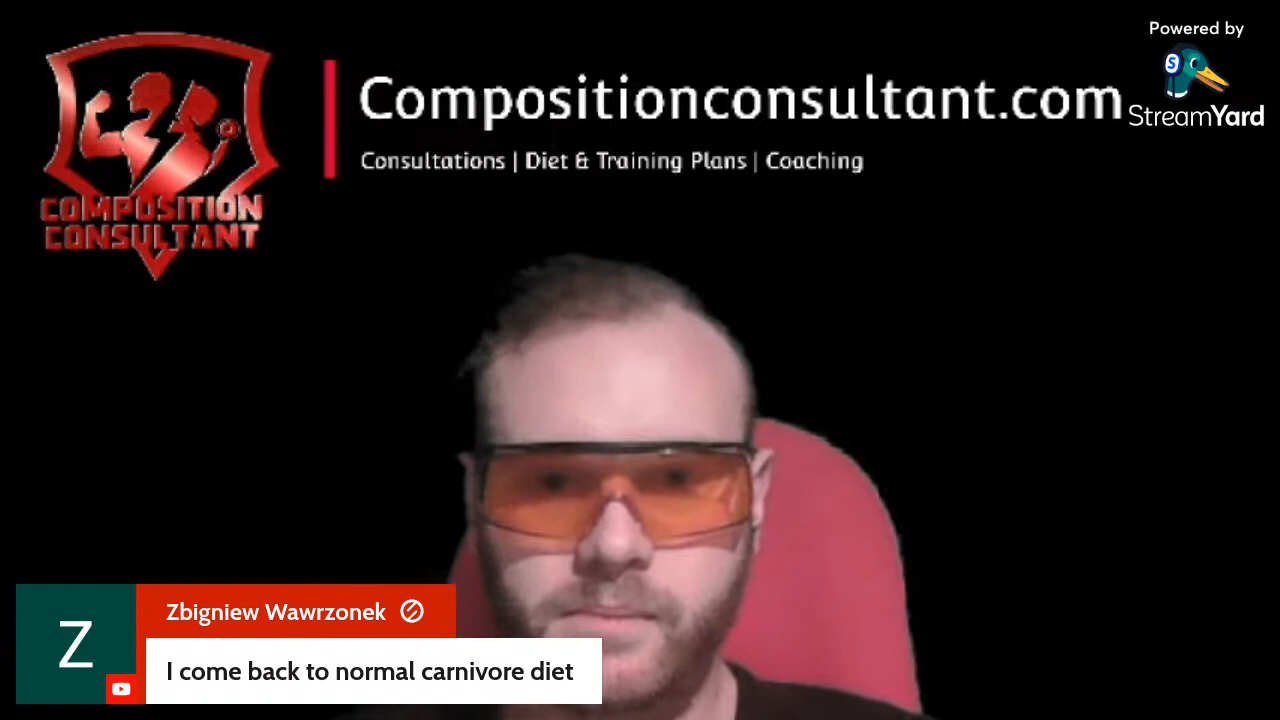 Powered by
StreamYard
Compositionconsultant.com
Consultations | Diet & Training Plans | Coaching
COMPOSITION
CONSULTANT
Z
Zbigniew Wawrzonek
I come back to normal carnivore diet